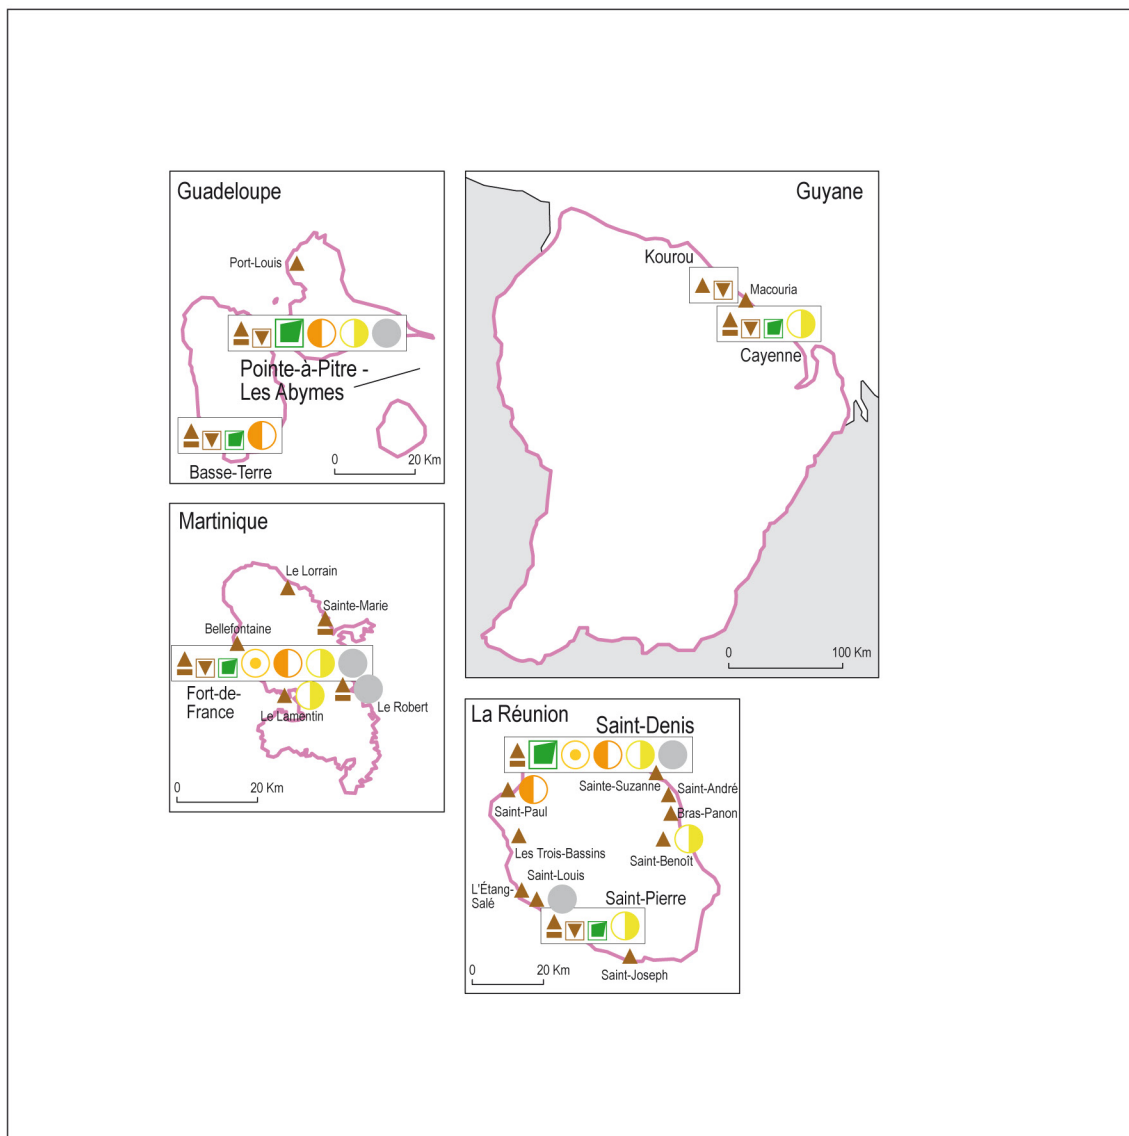 Guadeloupe
Port-Louis
Pointe-à-Pitre -
Les Abymes
Basse-Terre
0
20 Km
Guyane
Kourou
Macouria
Cayenne
0
100 Km
Martinique
Le Lorrain
Sainte-Marie
Bellefontaine
Fort-de-
France
Le Lamentin
Le Robert
0
20 Km
La Réunion
Saint-Denis
Sainte-Suzanne
Saint-André
Saint-Paul
Bras-Panon
Les Trois-Bassins
Saint-Benoît
Saint-Louis
L'Étang-
Salé
Saint-Pierre
0
20 Km
Saint-Joseph